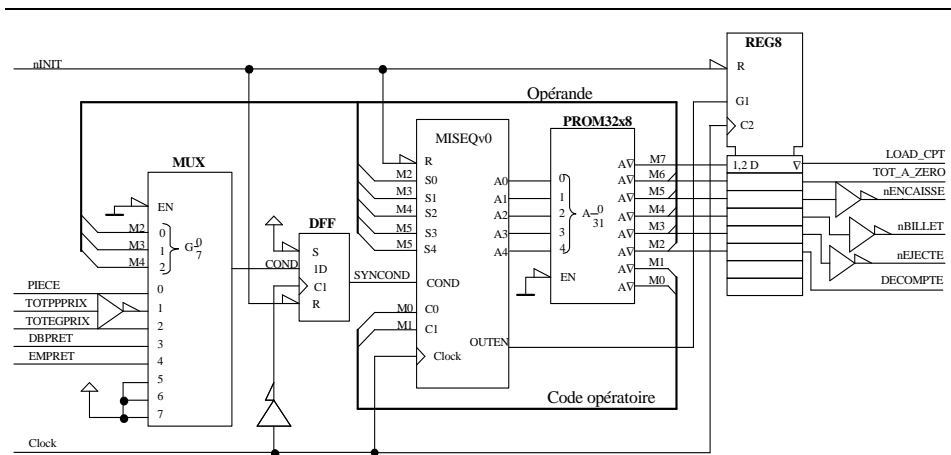 REG8
nINIT
R
Opérande
G1
MISEQv0
PROM32x8
C2
MUX
R
M7
1,2 D
LOAD_CPT
M2
S0
A0
0
M6
TOT_A_ZERO
EN
DFF
M3
S1
A1
1
M5
nENCAISSE
M2
0
M4
S2
A2
2
M4
nBILLET
M3
1
G 0/7
S
M5
S3
A3
3
A 0/31
M3
M4
2
M5
S4
A4
4
M2
nEJECTE
COND
1D
EN
M1
DECOMPTE
PIECE
0
C1
SYNCOND
COND
M0
TOTPPPRIX
1
R
M0
C0
TOTEGPRIX
2
M1
C1
DBPRET
3
OUTEN
EMPRET
4
Clock
5
6
7
Code opératoire
Clock
A
A
A
A
A
A
A
A